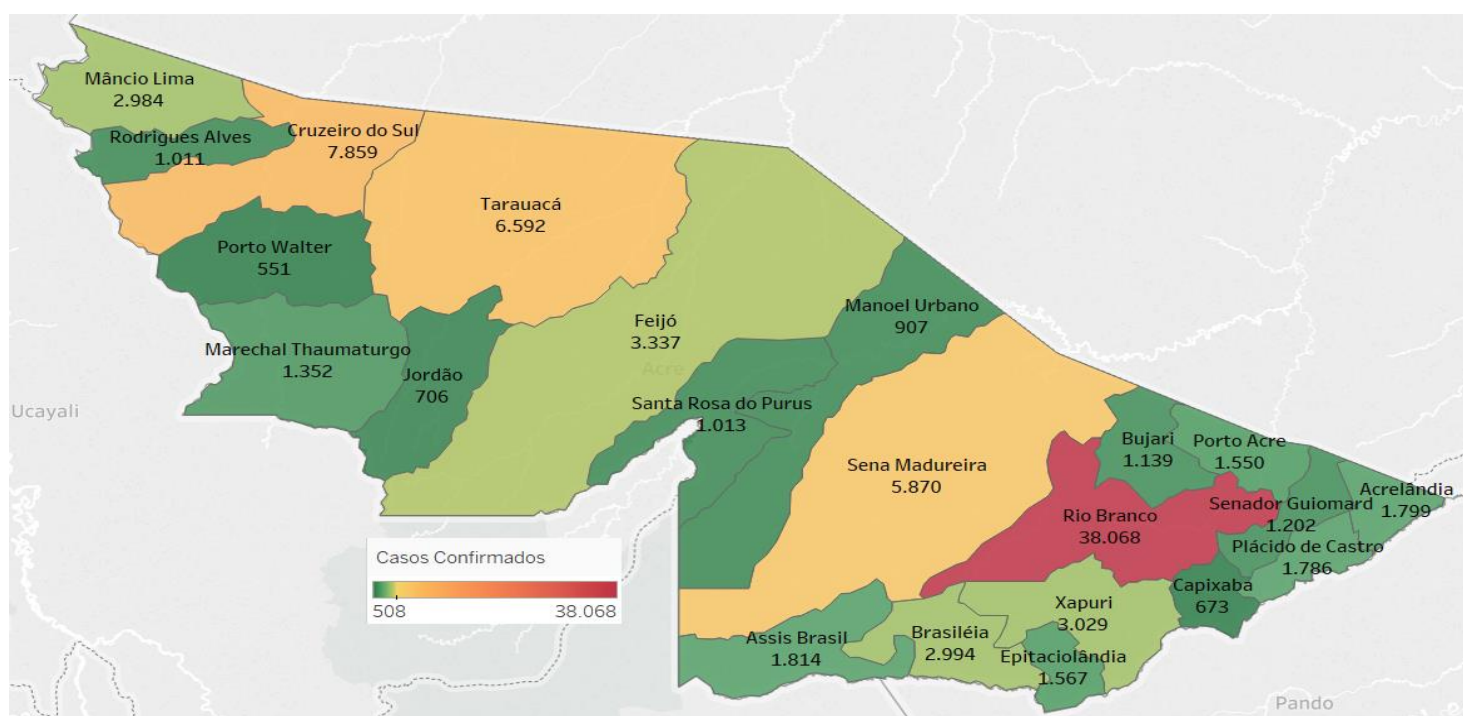 Mâncio Lima
2.984
Rodrigues Alves
1.011
Cruzeiro do Sul
7.859
Tarauacá
6.592
Porto Walter
551
Marechal Thaumaturgo
1.352
Jordão
706
Feijó
3.337
Acre
Manoel Urbano
907
Santa Rosa do Purus
1.013
Ucayali
Sena Madureira
5.870
Bujari
1.139
Porto Acre
1.550
Rio Branco
38.068
Senador Guiomard
1.202
Acrelândia
1.799
Plácido de Castro
1.786
Capixaba
673
Xapuri
3.029
Assis Brasil
1.814
Brasiléia
2.994
Epitaciolândia
1.567
Casos Confirmados
508 38.068
Pando